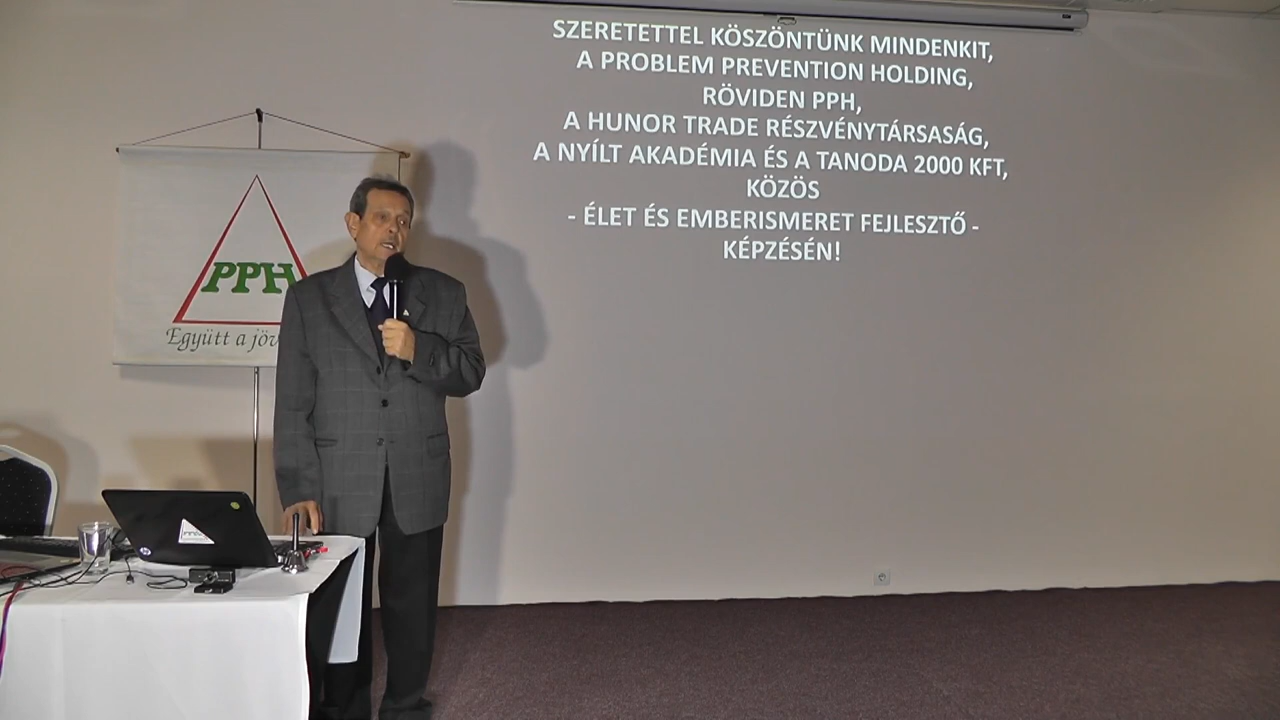 SZERETETTEL KÖSZÖNTÜNK MINDENKIT,
A PROBLEM PREVENTION HOLDING,
RÖVIDEN PPH,
A HUNOR TRADE RÉSZVÉNYTÁRSASÁG,
A NYÍLT AKADÉMIA ÉS A TANODA 2000 KFT,
KÖZÖS
- ÉLET ÉS EMBERISMERET FEJLESZTŐ -
KÉPZÉSÉN!
PPH
Együtt a